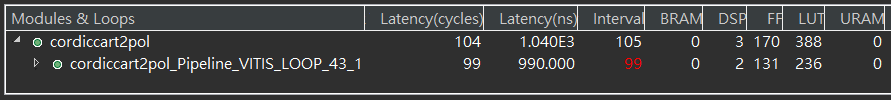 Modules & Loops Latency(cycles) Latency(ns) Interval BRAM DSP FF LUT URAM
cordiccart2pol 104 1.040E3 105 0 3 170 388 0
cordiccart2pol_Pipeline_VITIS_LOOP_43_1 99 990.000 99 0 2 131 236 0